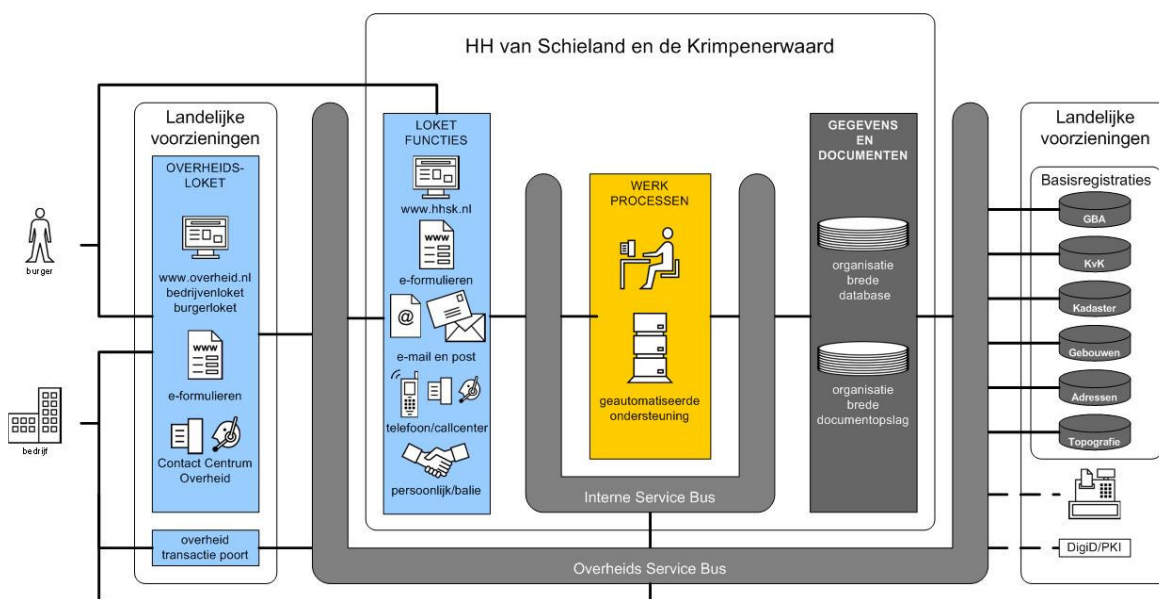 HH van Schieland en de Krimpenerwaard
burger
bedrijf
Landelijke
voorzieningen
OVERHEIDS-
LOKET
www.overheid.nl
bedrijvenloket
burgerloket
www
e-formulieren
Contact Centrum
Overheid
overheid
transactie poort
LOKET
FUNCTIES
www.hhsk.nl
www
e-formulieren
@
e-mail en post
telefoon/callcenter
persoonlijk/balie
WERK
PROCESSEN
geautomatiseerde
ondersteuning
Interne Service Bus
GEGEVENS
EN
DOCUMENTEN
organisatie
brede
database
organisatie
brede
documentopslag
Overheids Service Bus
Landelijke
voorzieningen
Basisregistraties
GBA
KvK
Kadaster
Gebouwen
Adressen
Topografie
DigiD/PKI